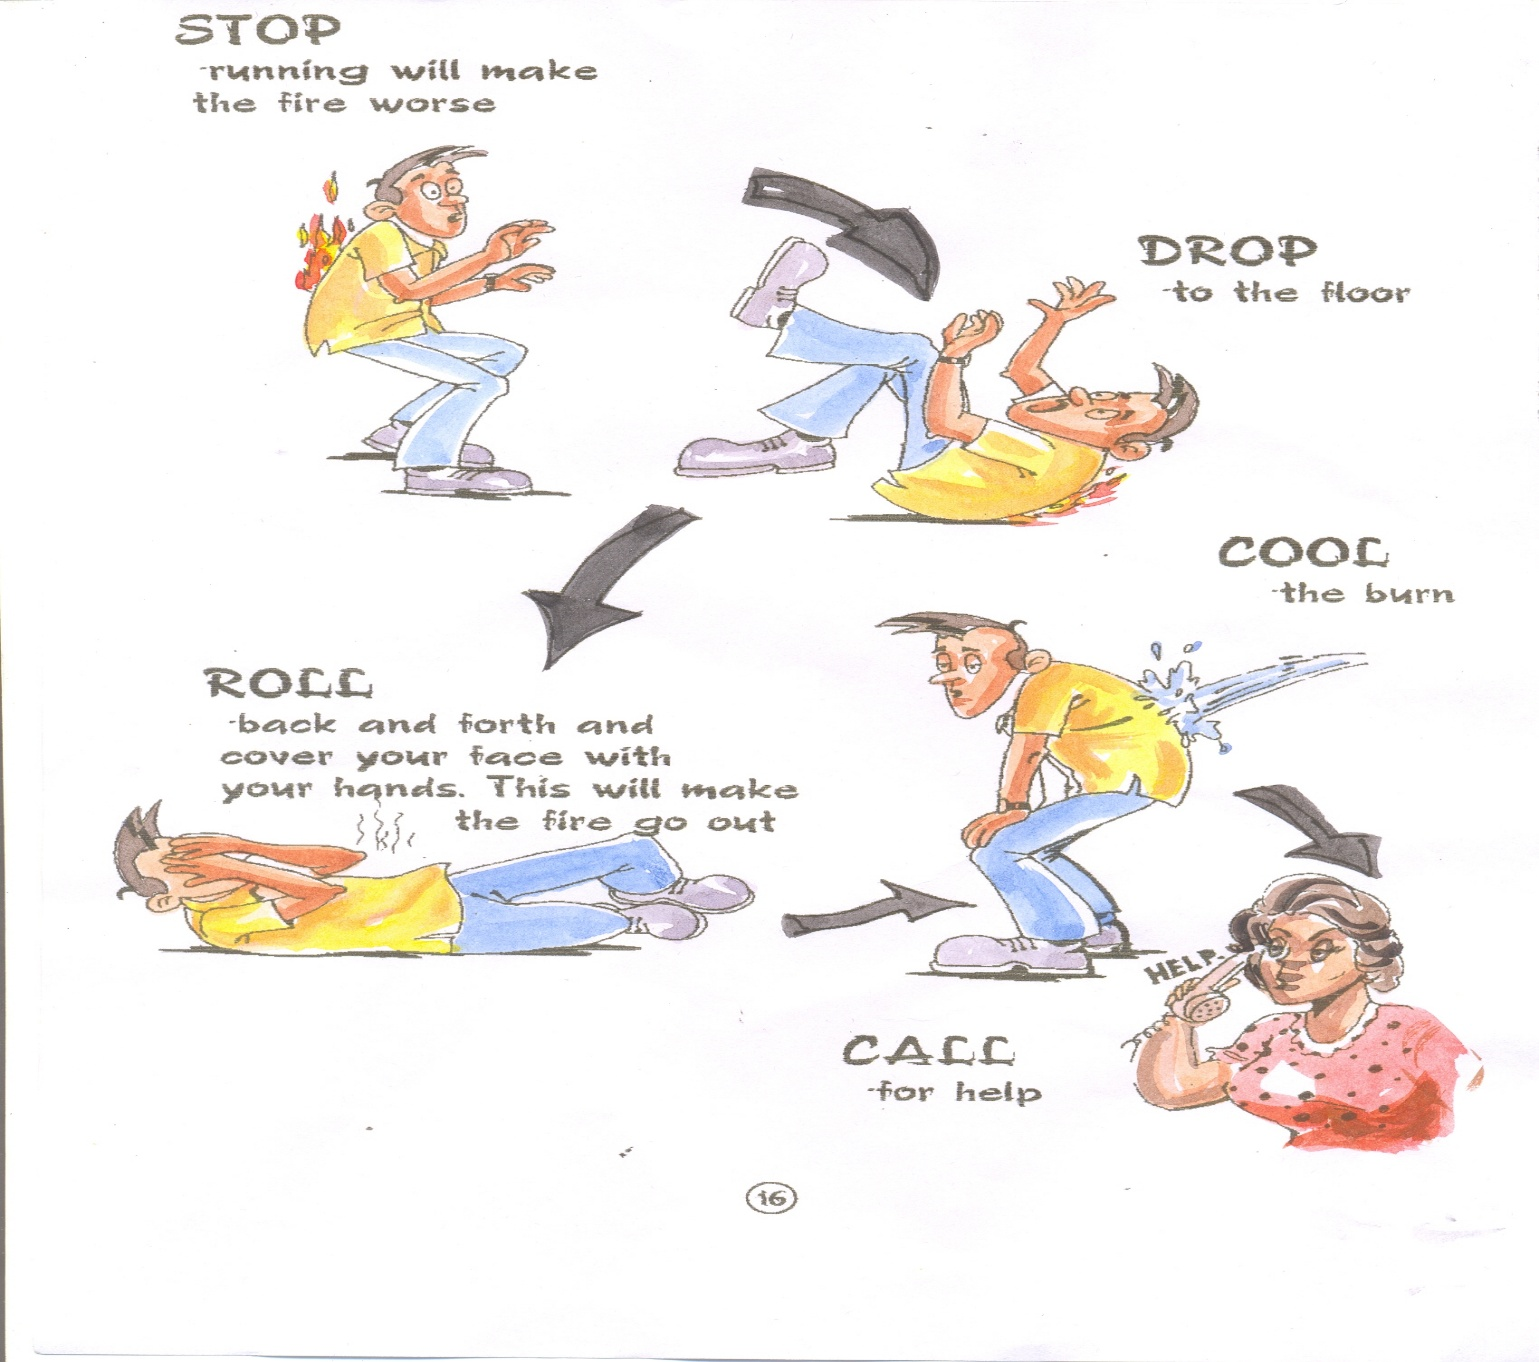 STOP
-running will make
the fire worse
DROP
-to the floor
ROLL
-back and forth and
cover your face with
your hands. This will make
the fire go out
COOL
-the burn
HELP.
CALL
-for help
16